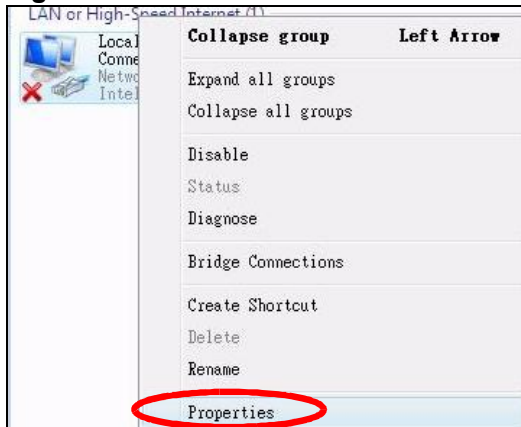 LAN or High-Speed Internet (1)
Collapse group Left Arrow
Local
Conne
Netwo
Intel
Expand all groups
Collapse all groups
Disable
Status
Diagnose
Bridge Connections
Create Shortcut
Delete
Rename
Properties